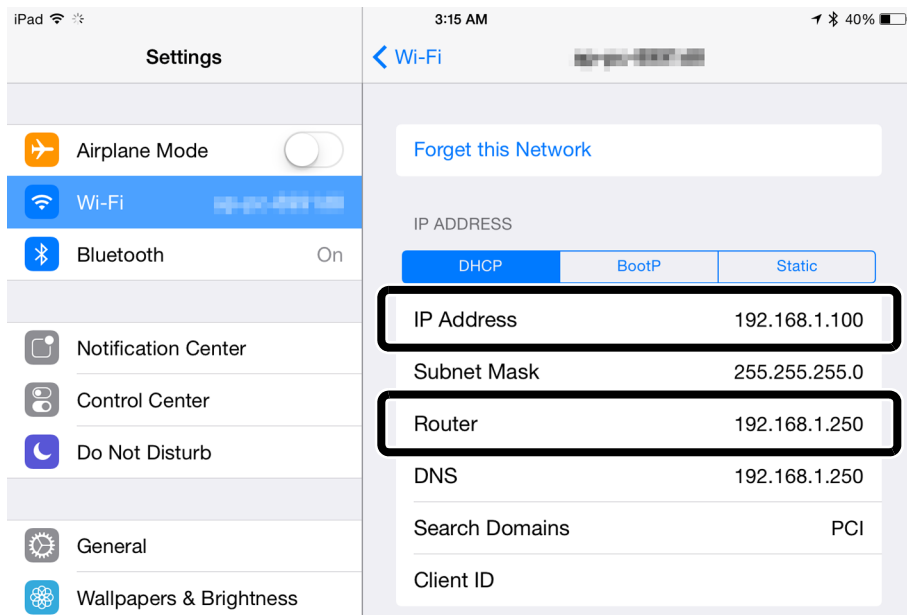 iPad 3:15 AM 40%
Settings
Wi-Fi
Airplane Mode
Wi-Fi
Bluetooth On
Notification Center
Control Center
Do Not Disturb
General
Wallpapers & Brightness
Forget this Network
IP ADDRESS
DHCP BootP Static
IP Address 192.168.1.100
Subnet Mask 255.255.255.0
Router 192.168.1.250
DNS 192.168.1.250
Search Domains PCI
Client ID